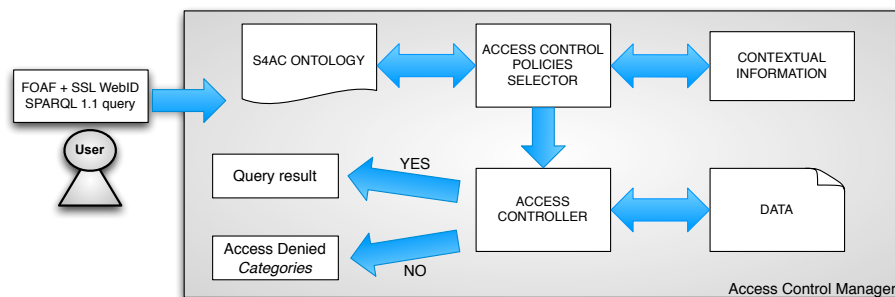 FOAF + SSL WebID
SPARQL 1.1 query
User
S4AC ONTOLOGY
ACCESS CONTROL
POLICIES
SELECTOR
CONTEXTUAL
INFORMATION
YES
Query result
ACCESS
CONTROLLER
DATA
Access Denied
Categories
NO
Access Control Manager